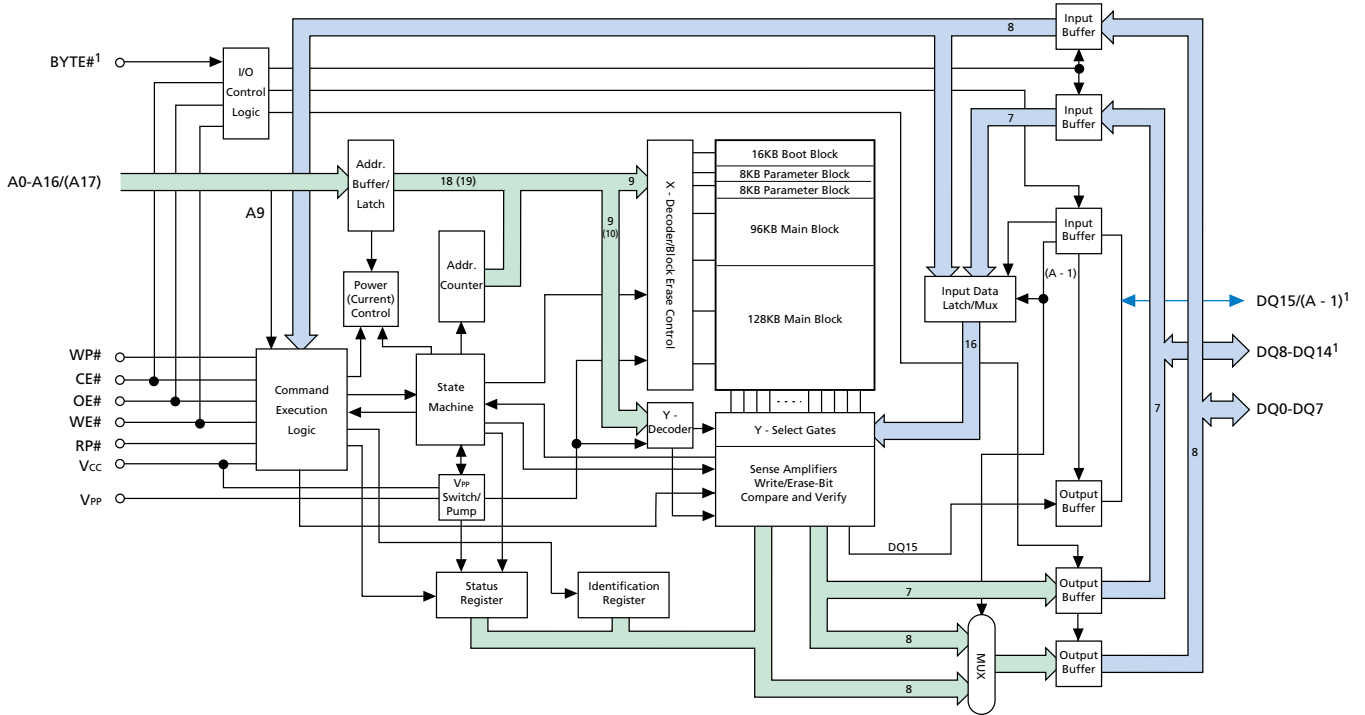 BYTE#1
I/O
Control
Logic
8
Input
Buffer
7
Input
Buffer
A0-A16/(A17)
A9
Addr.
Buffer/
Latch
18 (19)
9
9
(10)
X - Decoder/Block Erase Control
16KB Boot Block
8KB Parameter Block
8KB Parameter Block
96KB Main Block
128KB Main Block
Input
Buffer
(A - 1)
Addr.
Counter
Power
(Current)
Control
Input Data
Latch/Mux
16
DQ15/(A - 1)1
DQ8-DQ141
DQ0-DQ7
7
8
WP#
CE#
OE#
WE#
RP#
VCC
VPP
Command
Execution
Logic
State
Machine
VPP
Switch/
Pump
Y -
Decoder
Y - Select Gates
Sense Amplifiers
Write/Erase-Bit
Compare and Verify
- - - -
DQ15
Output
Buffer
Status
Register
Identification
Register
7
Output
Buffer
8
8
MUX
Output
Buffer